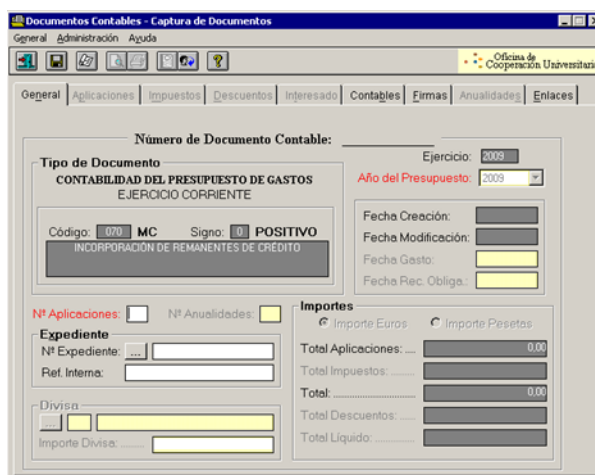 Documentos Contables - Captura de Documentos
General Administración Ayuda
Oficina de
Cooperación Universitaria
General Aplicaciones Impuestos Descuentos Interesado Contables Firmas Anualidades Enlaces
Número de Documento Contable:
Tipo de Documento
CONTABILIDAD DEL PRESUPUESTO DE GASTOS
EJERCICIO CORRIENTE
Código: 070 MC Signo: 0 POSITIVO
INCORPORACIÓN DE REMANENTES DE CRÉDITO
Ejercicio: 2009
Año del Presupuesto: 2009
Fecha Creación:
Fecha Modificación:
Fecha Gasto:
Fecha Rec. Obliga.:
Nº Aplicaciones: Nº Anualidades:
Expediente
Nº Expediente: ...
Ref. Interna:
Divisa
...
Importe Divisa: ........
Importes
Importe Euros Importe Pesetas
Total Aplicaciones: .... 0,00
Total Impuestos: ........
Total: ........................ 0,00
Total Descuentos: ......
Total Líquido: ............